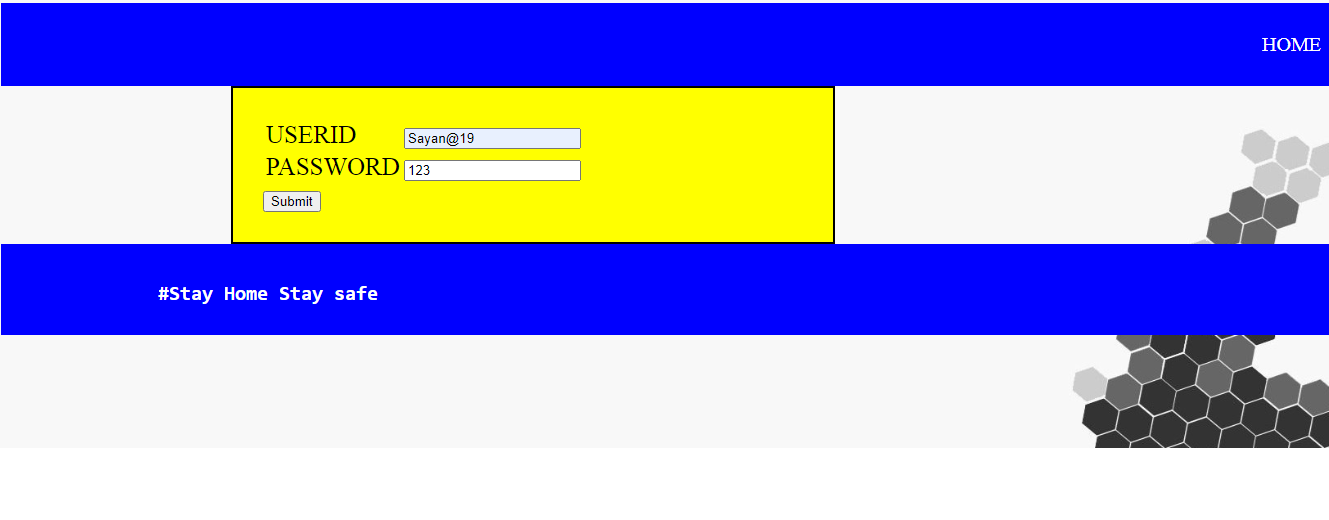 HOME
USERID Sayan@19
PASSWORD 123
Submit
#Stay Home Stay safe